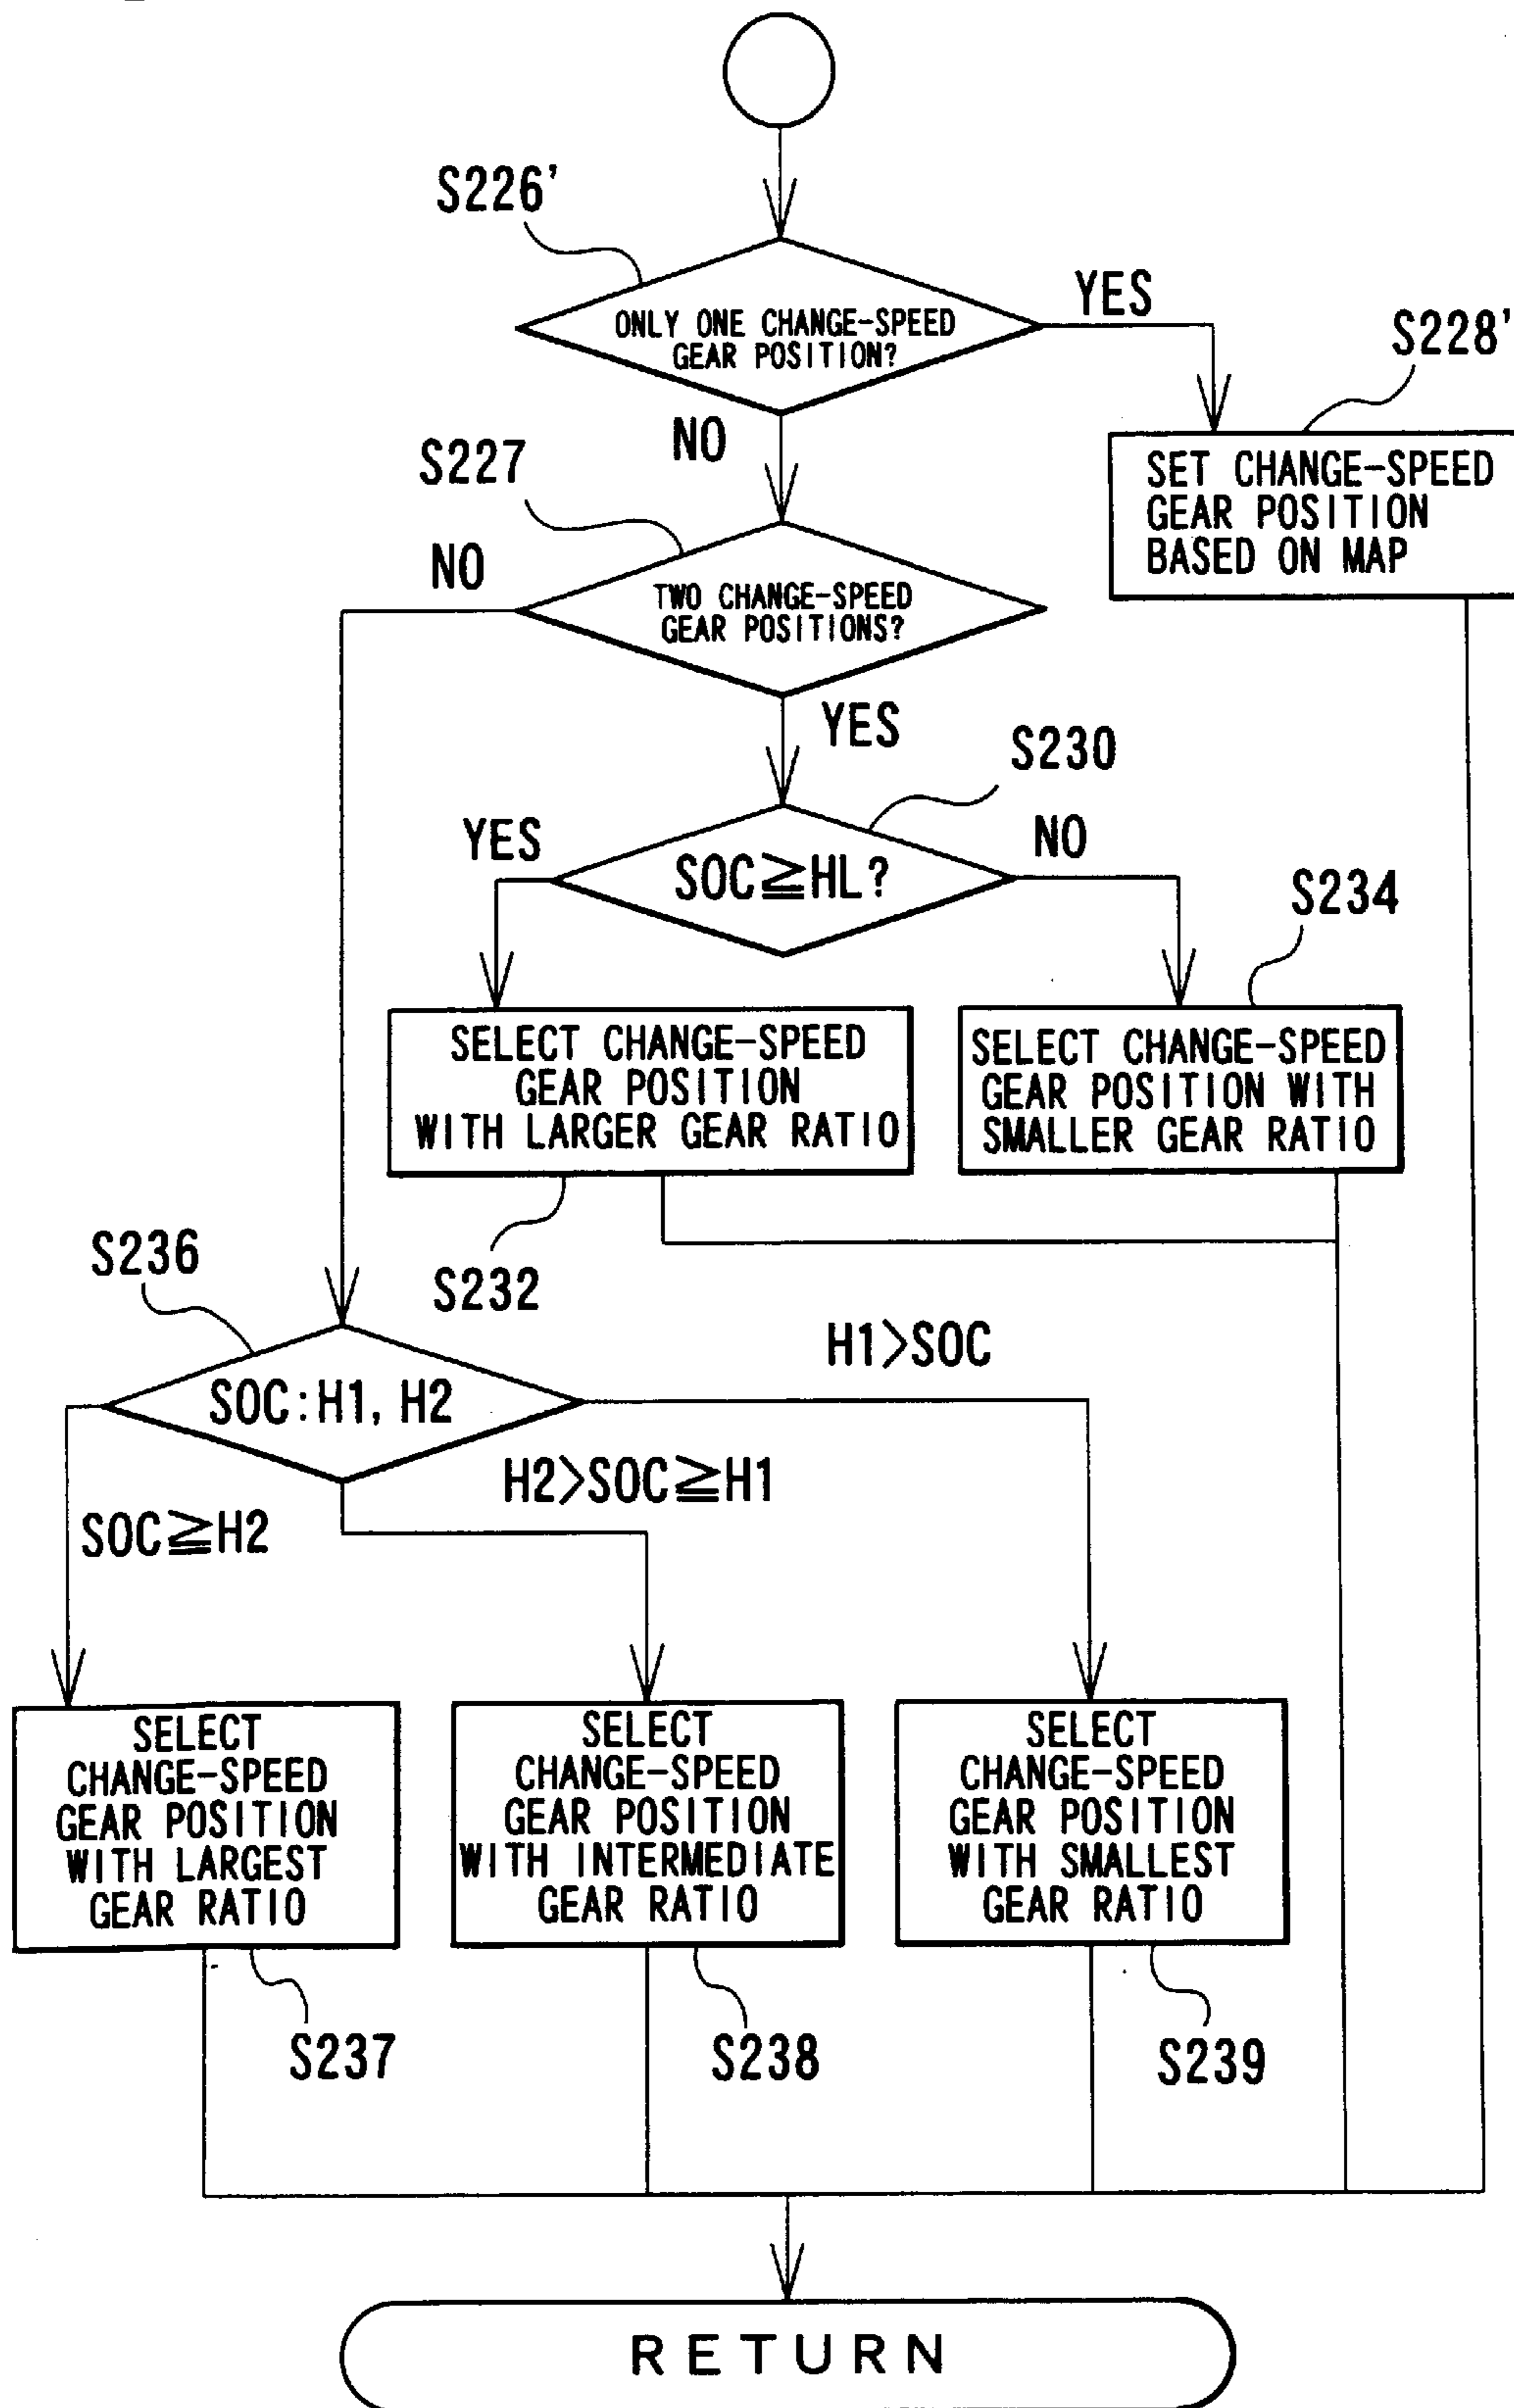 S226'
ONLY ONE CHANGE-SPEED
GEAR POSITION?
YES
S228'
NO
SET CHANGE-SPEED
GEAR POSITION
BASED ON MAP
S227
NO
TWO CHANGE-SPEED
GEAR POSITIONS?
YES
S230
YES
SOC≧HL?
NO
S234
SELECT CHANGE-SPEED
GEAR POSITION
WITH LARGER GEAR RATIO
SELECT CHANGE-SPEED
GEAR POSITION WITH
SMALLER GEAR RATIO
S232
S236
SOC:H1, H2
H1>SOC
H2>SOC≧H1
SOC≧H2
SELECT
CHANGE-SPEED
GEAR POSITION
WITH LARGEST
GEAR RATIO
SELECT
CHANGE-SPEED
GEAR POSITION
WITH INTERMEDIATE
GEAR RATIO
SELECT
CHANGE-SPEED
GEAR POSITION
WITH SMALLEST
GEAR RATIO
S237
S238
S239
RETURN